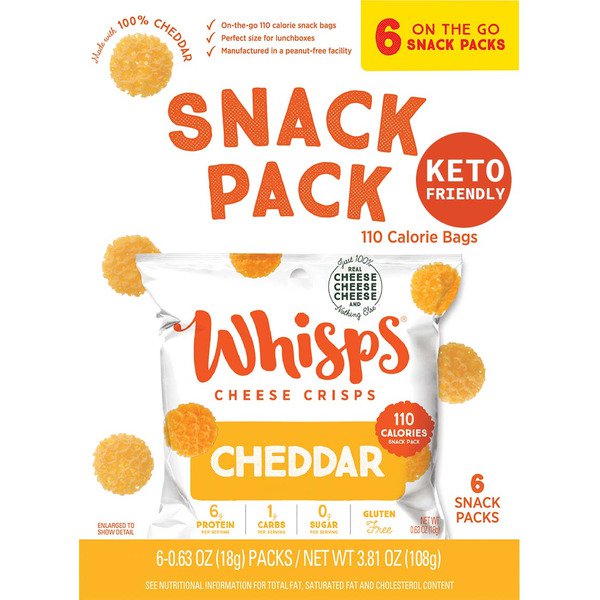 Made with 100% CHEDDAR
✓ On-the-go 110 calorie snack bags
✓ Perfect size for lunchboxes
✓ Manufactured in a peanut-free facility
6 ON THE GO
SNACK PACKS
SNACK
PACK
KETO
FRIENDLY
110 Calorie Bags
Just 100%
REAL
CHEESE
CHEESE
CHEESE
AND
Nothing Else
Whisps®
CHEESE CRISPS
110
CALORIES
SNACK PACK
CHEDDAR
6g
PROTEIN
PER SERVING
1g
CARBS
PER SERVING
0g
SUGAR
PER SERVING
GLUTEN
Free
NET WT
0.63 OZ (18g)
6
SNACK
PACKS
ENLARGED TO
SHOW DETAIL
6-0.63 OZ (18g) PACKS / NET WT 3.81 OZ (108g)
SEE NUTRITIONAL INFORMATION FOR TOTAL FAT, SATURATED FAT AND CHOLESTEROL CONTENT